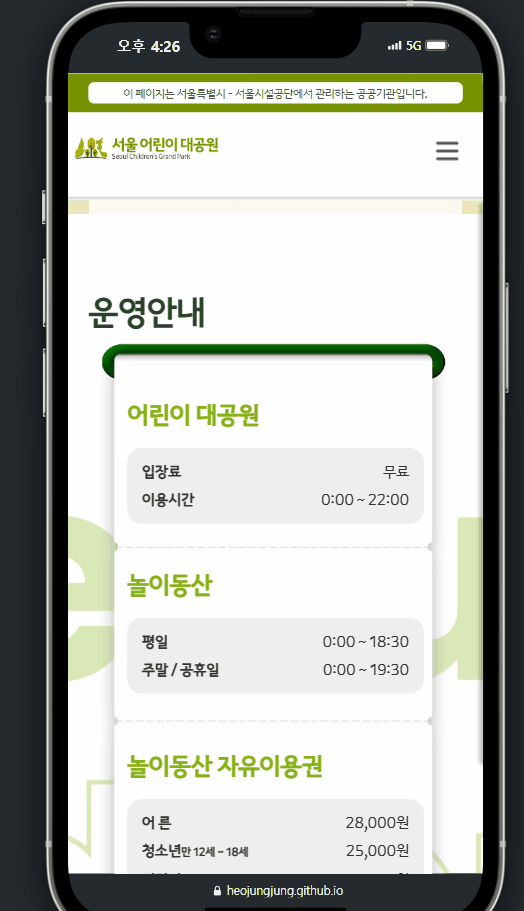 오후 4:26
5G
이 페이지는 서울특별시 - 서울시설공단에서 관리하는 공공기관입니다.
서울 어린이 대공원
Seoul Children's Grand Park
운영안내
어린이 대공원
입장료 무료
이용시간 0:00 ~ 22:00
놀이동산
평일 0:00 ~ 18:30
주말 / 공휴일 0:00 ~ 19:30
놀이동산 자유이용권
어 른 28,000원
청소년만 12세 ~ 18세 25,000원
heojungjung.github.io